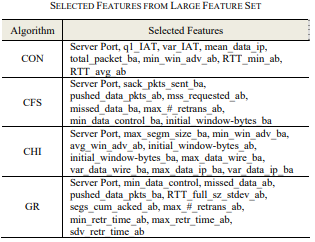 SELECTED FEATURES FROM LARGE FEATURE SET
Algorithm Selected Features
CON Server Port, q1_IAT, var_IAT, mean_data_ip,
total_packet_ba, min_win_adv_ab, RTT_min_ab,
RTT_avg_ab
CFS Server Port, sack_pkts_sent_ba,
pushed_data_pkts_ab, mss_requested_ab,
missed_data_ba, max_#_retrans_ab,
min_data_control_ba, initial_window-bytes_ba
CHI Server Port, max_segm_size_ba, min_win_adv_ba,
avg_win_adv_ab, initial_window-bytes_ab,
initial_window-bytes_ba, max_data_wire_ba,
var_data_wire_ba, max_data_ip_ba, var_data_ip_ba
GR Server Port, min_data_control, missed_data_ab,
pushed_data_pkts_ba, RTT_full_sz_stdev_ab,
segs_cum_acked_ab, max_#_retrans_ab,
min_retr_time_ab, max_retr_time_ab,
sdv_retr_time_ab